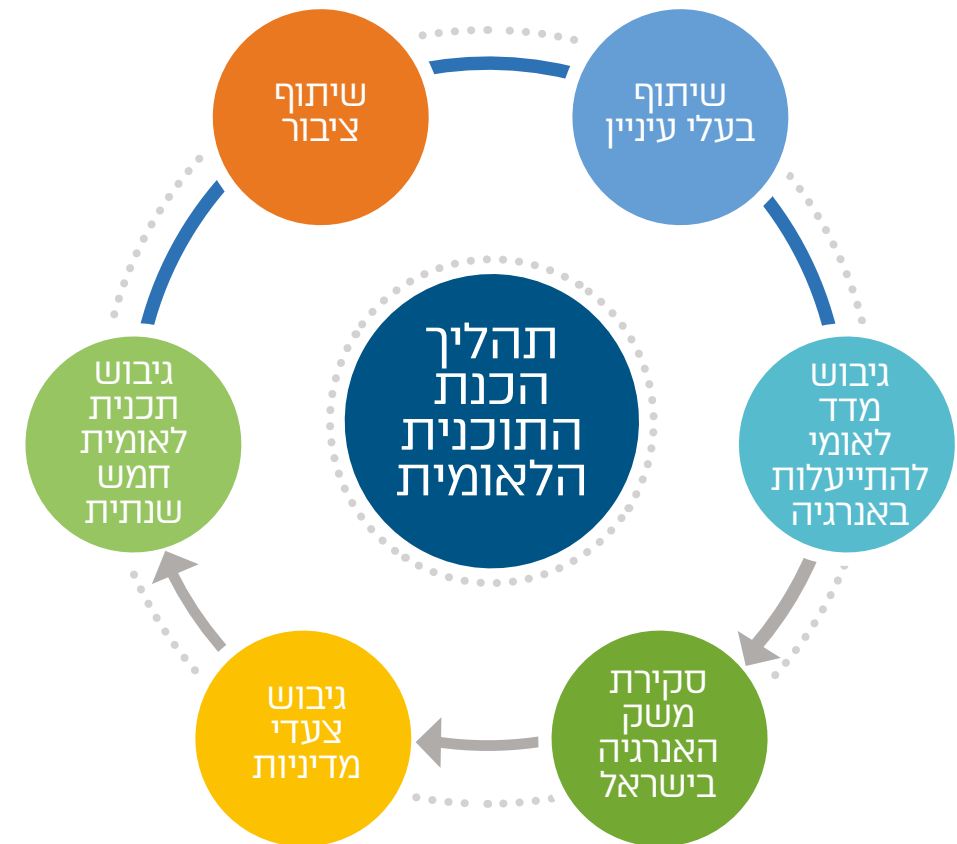 שיתוף
בעלי עיניין
שיתוף
ציבור
תהליך
הכנת
התוכנית
הלאומית
גיבוש
מדד
לאומי
להתייעלות
באנרגיה
גיבוש
תכנית
לאומית
חמש
שנתית
סקירת
משק
האנרגיה
בישראל
גיבוש
צעדי
מדיניות